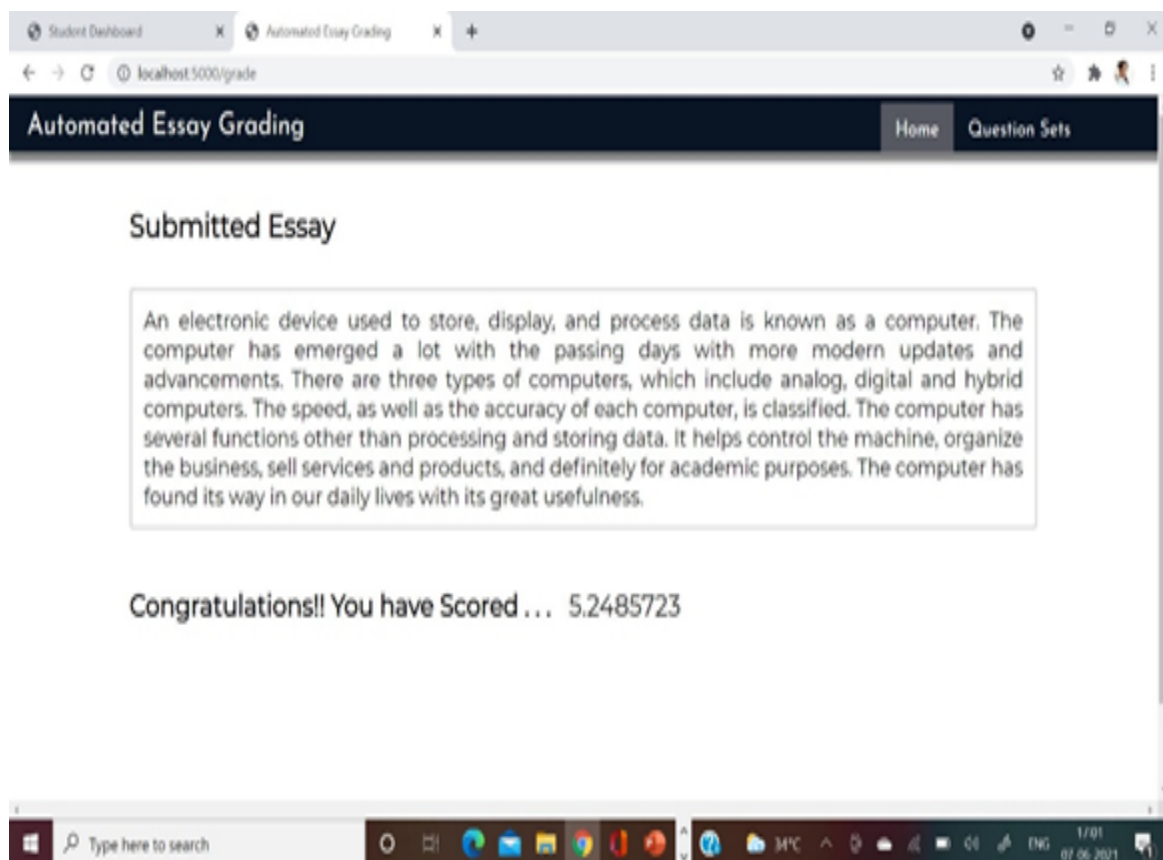 Student Dashboard
Automated Essay Grading
localhost:5000/grade
Automated Essay Grading
Home
Question Sets
Submitted Essay
An electronic device used to store, display, and process data is known as a computer. The
computer has emerged a lot with the passing days with more modern updates and
advancements. There are three types of computers, which include analog, digital and hybrid
computers. The speed, as well as the accuracy of each computer, is classified. The computer has
several functions other than processing and storing data. It helps control the machine, organize
the business, sell services and products, and definitely for academic purposes. The computer has
found its way in our daily lives with its great usefulness.
Congratulations!! You have Scored . . . 5.2485723
Type here to search
34°C
ENG
07.06.2021